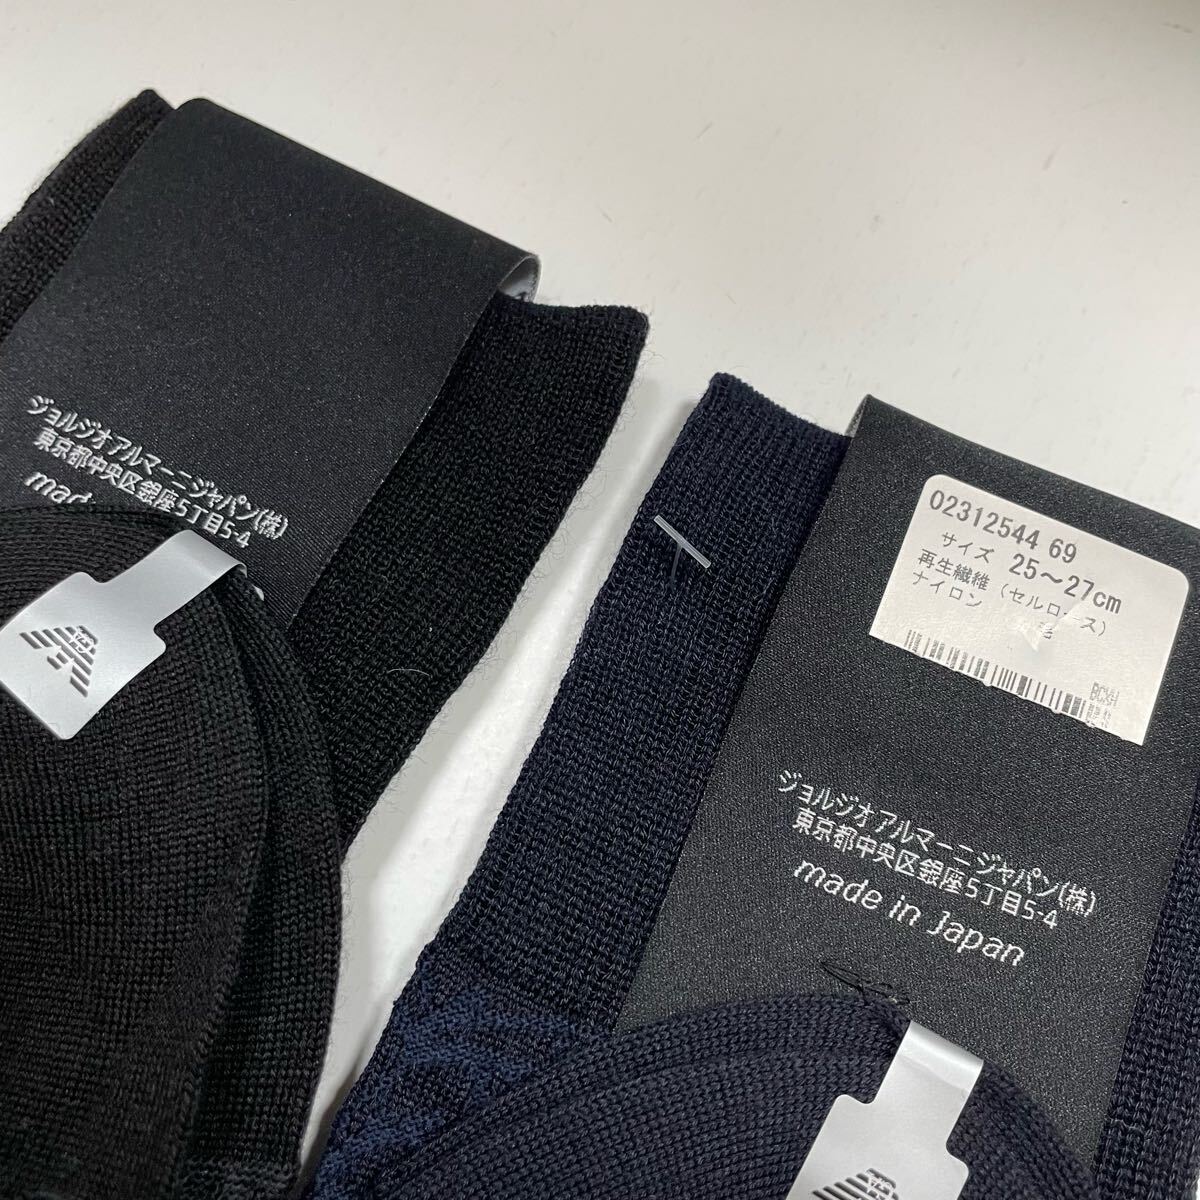 ジョルジオアルマーニ ジャパン(株)
東京都中央区銀座5丁目5-4
mad
GA
02312544 69
サイズ 25～27cm
再生繊維 (セルロース)
ナイロン
ジョルジオアルマーニ ジャパン(株)
東京都中央区銀座5丁目5-4
made in Japan
GA